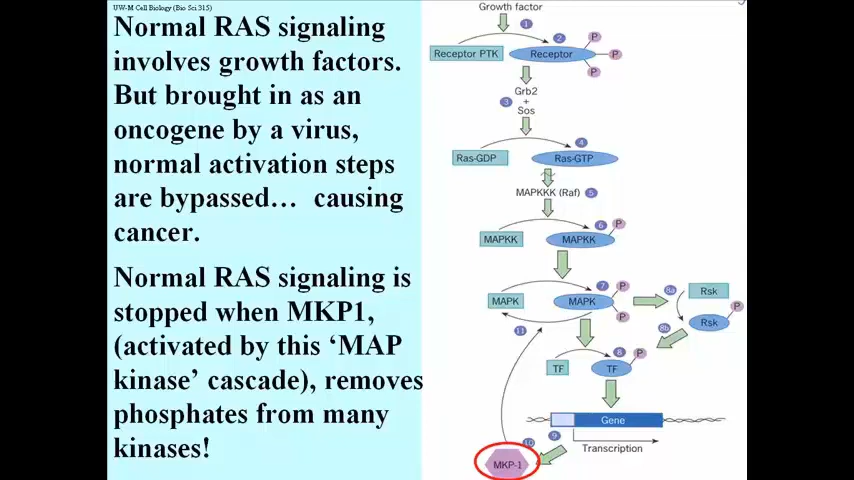 UW-M Cell Biology (Bio Sci 315)
Normal RAS signaling
involves growth factors.
But brought in as an
oncogene by a virus,
normal activation steps
are bypassed… causing
cancer.
Normal RAS signaling is
stopped when MKP1,
(activated by this ‘MAP
kinase’ cascade), removes
phosphates from many
kinases!
Growth factor
1
2
P
Receptor PTK
Receptor
P
P
Grb2
3
+
Sos
4
Ras-GDP
Ras-GTP
MAPKKK (Raf)
5
6
P
MAPKK
MAPKK
7
P
8a
Rsk
MAPK
MAPK
P
P
Rsk
11
8b
8
P
TF
TF
Gene
9
Transcription
10
MKP-1